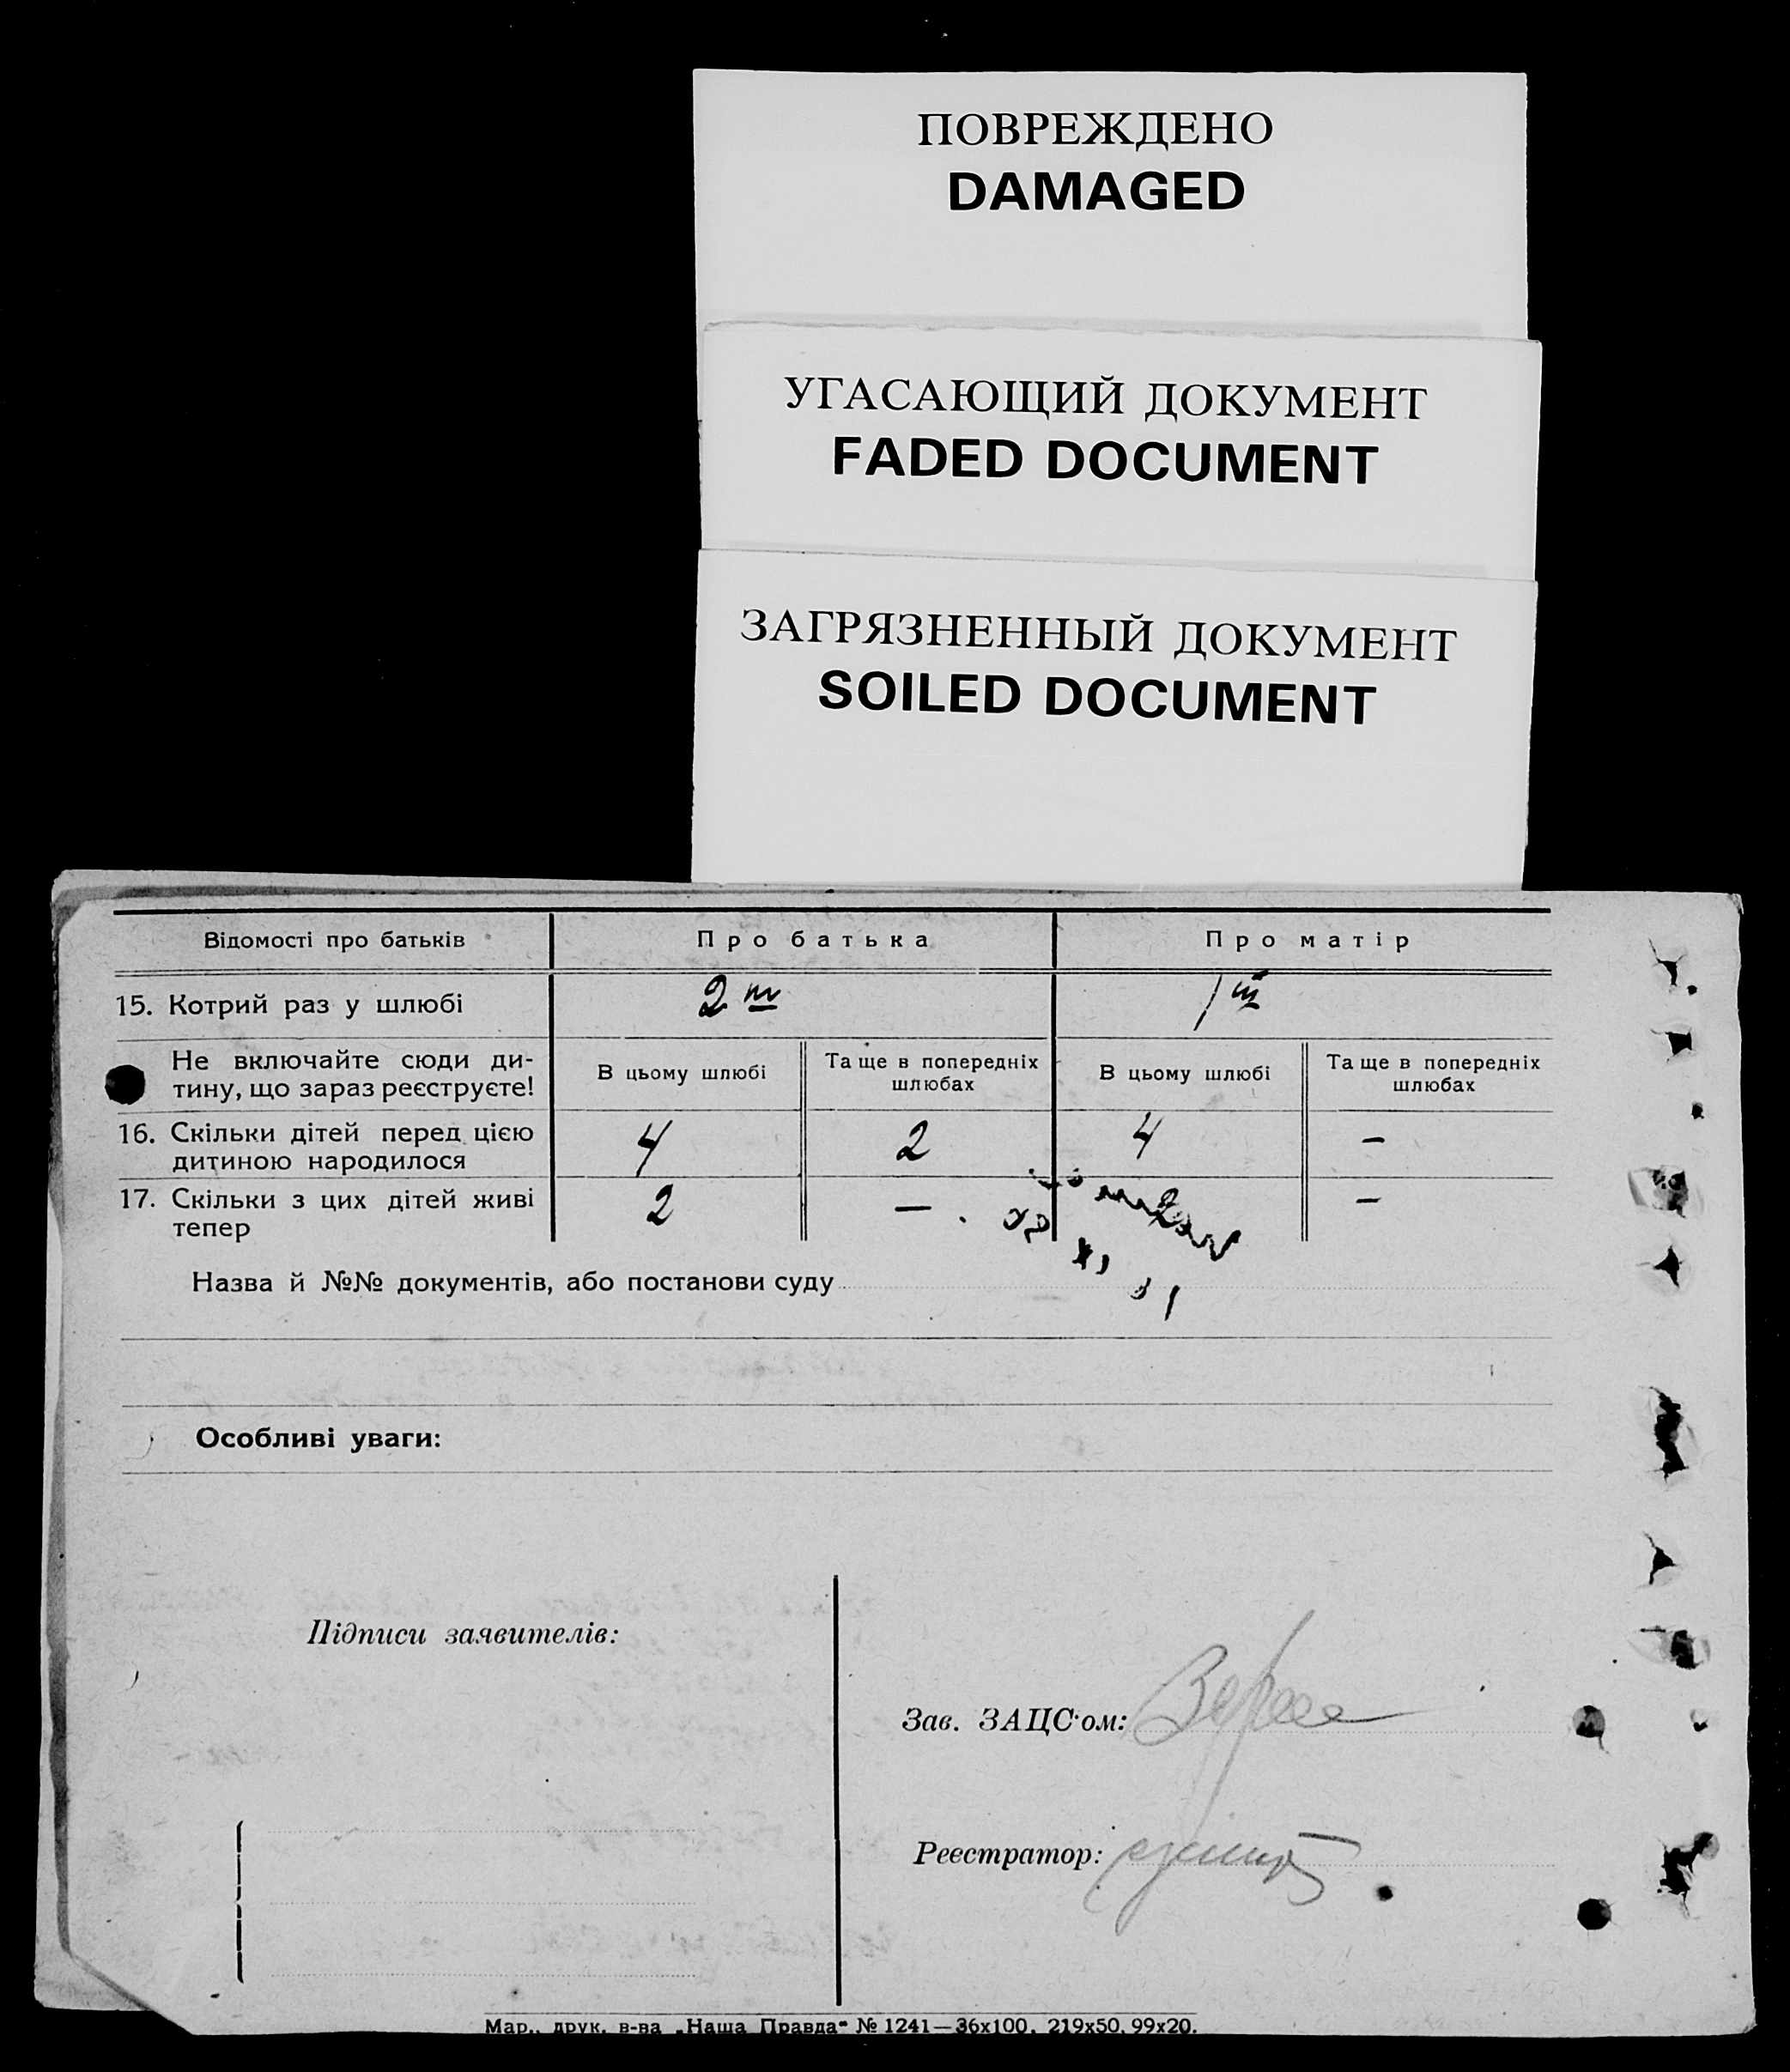 ПОВРЕЖДЕНО
DAMAGED
УГАСАЮЩИЙ ДОКУМЕНТ
FADED DOCUMENT
ЗАГРЯЗНЕННЫЙ ДОКУМЕНТ
SOILED DOCUMENT
Відомості про батьків Про батька Про матір
15. Котрий раз у шлюбі 2й 1й
Не включайте сюди ди-
тину, що зараз реєструєте!
В цьому шлюбі
Та ще в попередніх
шлюбах
В цьому шлюбі
Та ще в попередніх
шлюбах
16. Скільки дітей перед цією
дитиною народилося
4 2 4 –
17. Скільки з цих дітей живі
тепер
2 – 2 –
Назва й №№ документів, або постанови суду
Особливі уваги:
Підписи заявителів:
Зав. ЗАЦС'ом:
Реєстратор:
Мар., друк. в-ва „Наша Правда“ № 1241—36х100, 219х50, 99х20.